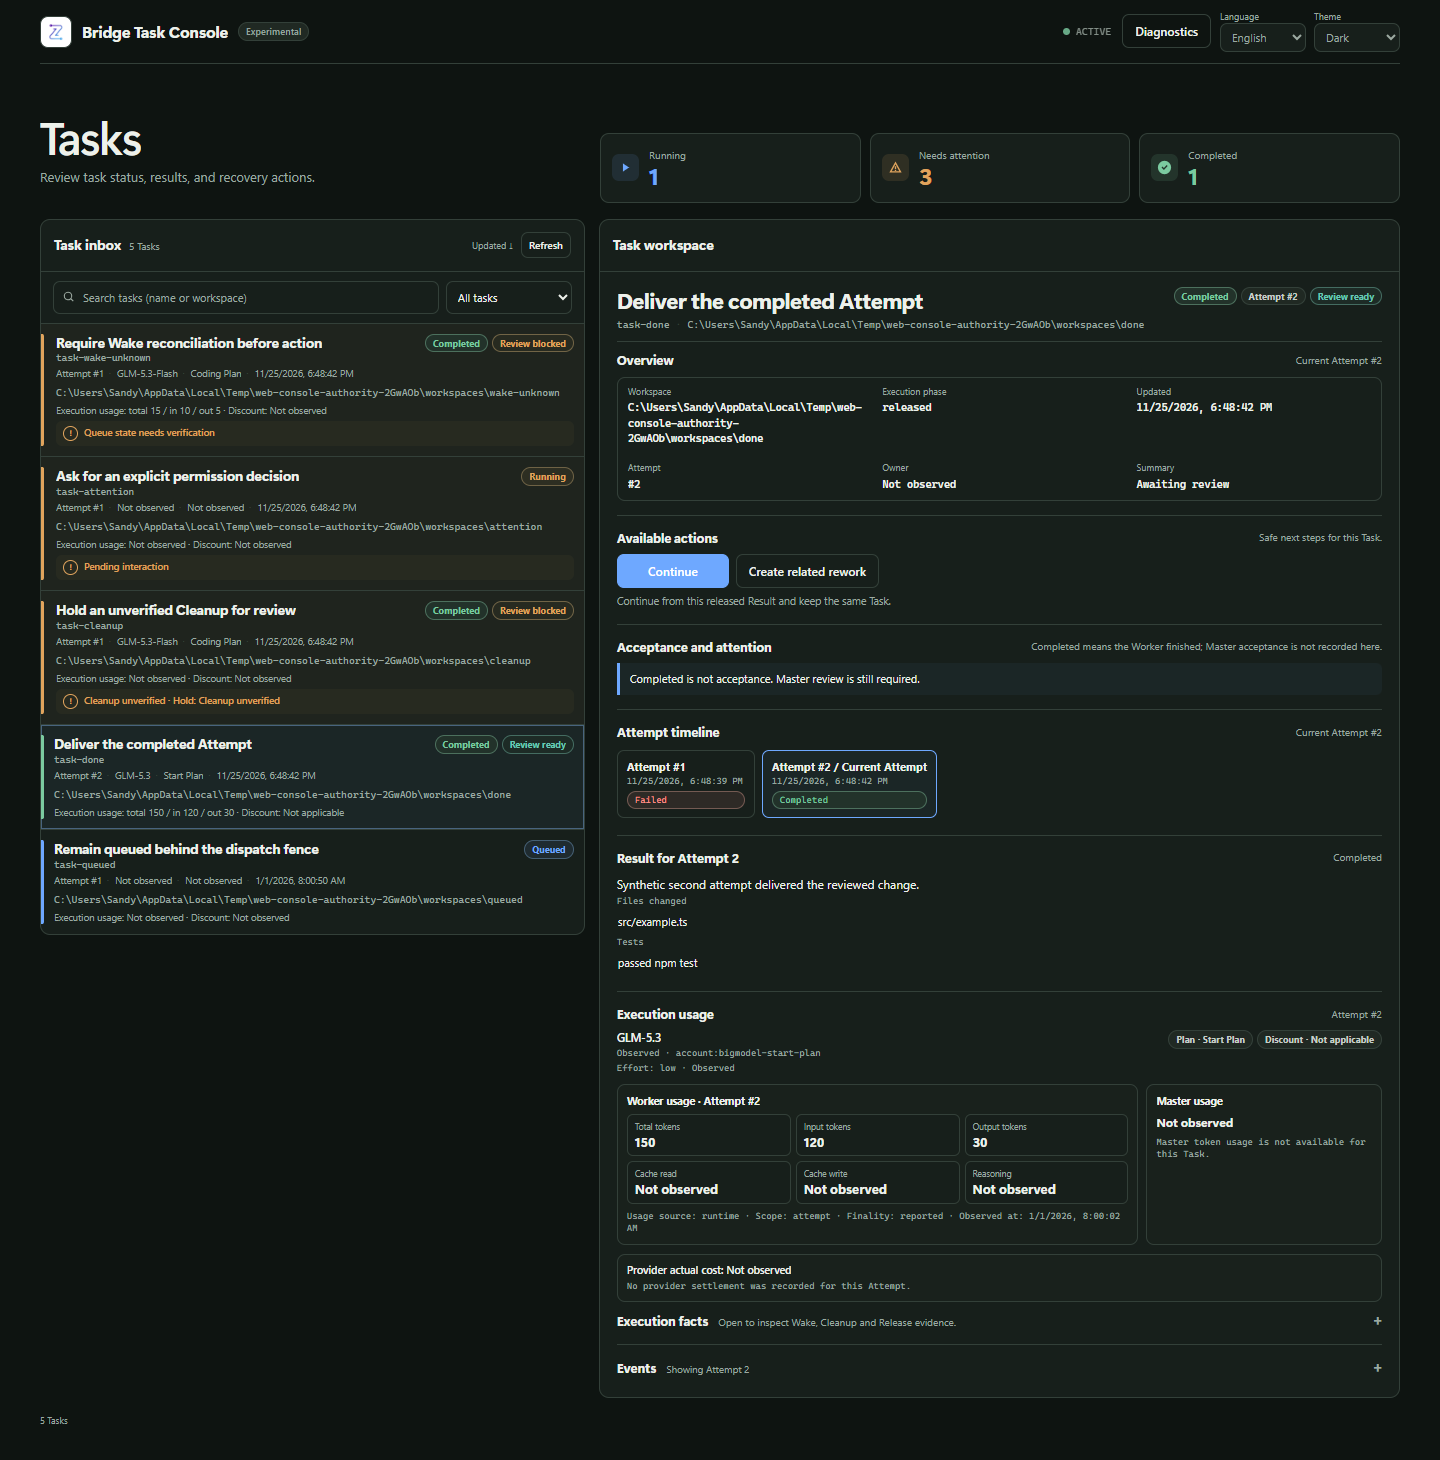 Bridge Task Console
Experimental
ACTIVE
Diagnostics
Language
English
Theme
Dark
Tasks
Review task status, results, and recovery actions.
Running
1
Needs attention
3
Completed
1
Task inbox
5 Tasks
Updated ↓
Refresh
Search tasks (name or workspace)
All tasks
Require Wake reconciliation before action
Completed
Review blocked
task-wake-unknown
Attempt #1 · GLM-5.3-Flash · Coding Plan · 11/25/2026, 6:48:42 PM
C:\Users\Sandy\AppData\Local\Temp\web-console-authority-2GwAOb\workspaces\wake-unknown
Execution usage: total 15 / in 10 / out 5 · Discount: Not observed
Queue state needs verification
Ask for an explicit permission decision
Running
task-attention
Attempt #1 · Not observed · Not observed · 11/25/2026, 6:48:42 PM
C:\Users\Sandy\AppData\Local\Temp\web-console-authority-2GwAOb\workspaces\attention
Execution usage: Not observed · Discount: Not observed
Pending interaction
Hold an unverified Cleanup for review
Completed
Review blocked
task-cleanup
Attempt #1 · GLM-5.3-Flash · Coding Plan · 11/25/2026, 6:48:42 PM
C:\Users\Sandy\AppData\Local\Temp\web-console-authority-2GwAOb\workspaces\cleanup
Execution usage: Not observed · Discount: Not observed
Cleanup unverified · Hold: Cleanup unverified
Deliver the completed Attempt
Completed
Review ready
task-done
Attempt #2 · GLM-5.3 · Start Plan · 11/25/2026, 6:48:42 PM
C:\Users\Sandy\AppData\Local\Temp\web-console-authority-2GwAOb\workspaces\done
Execution usage: total 150 / in 120 / out 30 · Discount: Not applicable
Remain queued behind the dispatch fence
Queued
task-queued
Attempt #1 · Not observed · Not observed · 1/1/2026, 8:00:50 AM
C:\Users\Sandy\AppData\Local\Temp\web-console-authority-2GwAOb\workspaces\queued
Execution usage: Not observed · Discount: Not observed
Task workspace
Deliver the completed Attempt
Completed
Attempt #2
Review ready
task-done · C:\Users\Sandy\AppData\Local\Temp\web-console-authority-2GwAOb\workspaces\done
Overview
Current Attempt #2
Workspace
C:\Users\Sandy\AppData\Local\Temp\web-
console-authority-
2GwAOb\workspaces\done
Execution phase
released
Updated
11/25/2026, 6:48:42 PM
Attempt
#2
Owner
Not observed
Summary
Awaiting review
Available actions
Safe next steps for this Task.
Continue
Create related rework
Continue from this released Result and keep the same Task.
Acceptance and attention
Completed means the Worker finished; Master acceptance is not recorded here.
Completed is not acceptance. Master review is still required.
Attempt timeline
Current Attempt #2
Attempt #1
11/25/2026, 6:48:39 PM
Failed
Attempt #2 / Current Attempt
11/25/2026, 6:48:42 PM
Completed
Result for Attempt 2
Completed
Synthetic second attempt delivered the reviewed change.
Files changed
src/example.ts
Tests
passed npm test
Execution usage
Attempt #2
GLM-5.3
Plan · Start Plan
Discount · Not applicable
Observed · account:bigmodel-start-plan
Effort: low · Observed
Worker usage · Attempt #2
Total tokens
150
Input tokens
120
Output tokens
30
Cache read
Not observed
Cache write
Not observed
Reasoning
Not observed
Usage source: runtime · Scope: attempt · Finality: reported · Observed at: 1/1/2026, 8:00:02
AM
Master usage
Not observed
Master token usage is not available for
this Task.
Provider actual cost: Not observed
No provider settlement was recorded for this Attempt.
Execution facts
Open to inspect Wake, Cleanup and Release evidence.
+
Events
Showing Attempt 2
+
5 Tasks